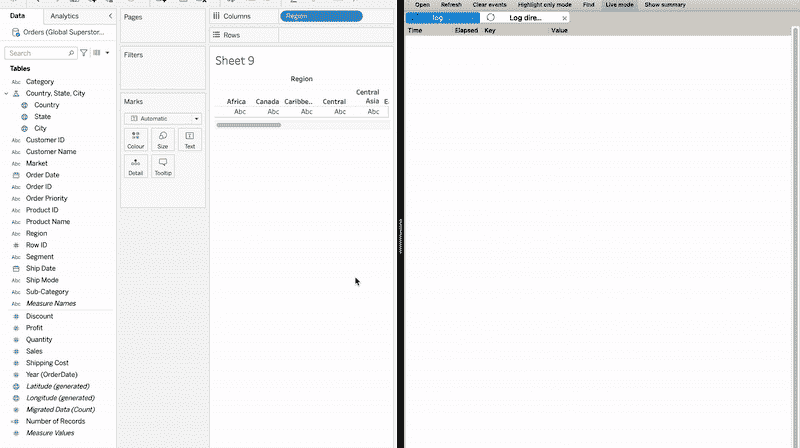 Data
Analytics
Orders (Global Superstor...
Search
Tables
Abc Category
Country, State, City
Country
State
City
Abc Customer ID
Abc Customer Name
Abc Market
Order Date
Abc Order ID
Abc Order Priority
Abc Product ID
Abc Product Name
Abc Region
# Row ID
Abc Segment
Ship Date
Abc Ship Mode
Abc Sub-Category
Abc Measure Names
# Discount
# Profit
# Quantity
# Sales
# Shipping Cost
# Year (OrderDate)
Latitude (generated)
Longitude (generated)
# Migrated Data (Count)
=# Number of Records
# Measure Values
Pages
Filters
Marks
Automatic
Colour
Size
Text
Detail
Tooltip
Columns
Region
Rows
Sheet 9
Region
Africa
Canada
Caribbe...
Central
Central
Asia
E
Abc
Abc
Abc
Abc
Abc
Open
Refresh
Clear events
Highlight only mode
Find
Live mode
Show summary
log
Log dire...
Time
Elapsed
Key
Value